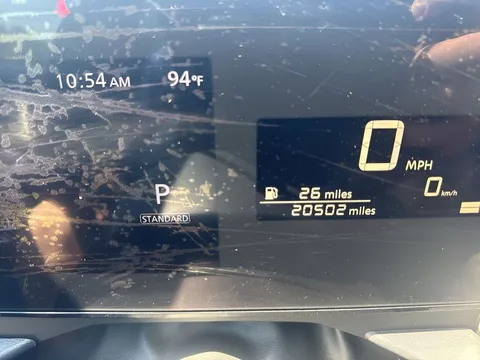 10:54 AM 94°F
0 MPH
0 km/h
P
STANDARD
26 miles
20502 miles